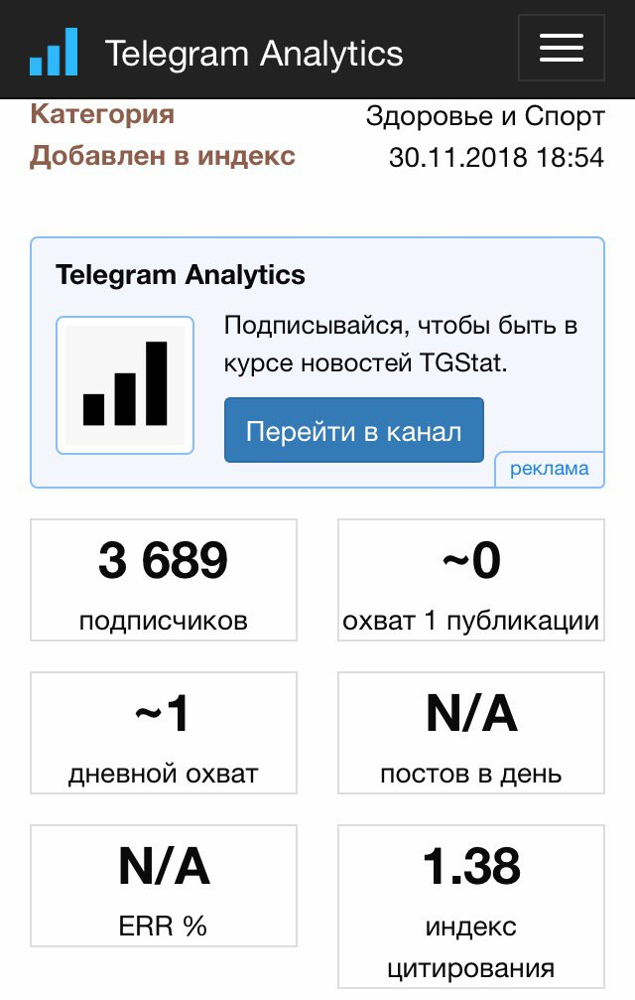 Telegram Analytics
Категория
Здоровье и Спорт
Добавлен в индекс
30.11.2018 18:54
Telegram Analytics
Подписывайся, чтобы быть в
курсе новостей TGStat.
Перейти в канал
реклама
3 689
подписчиков
~0
охват 1 публикации
~1
дневной охват
N/A
постов в день
N/A
ERR %
1.38
индекс
цитирования